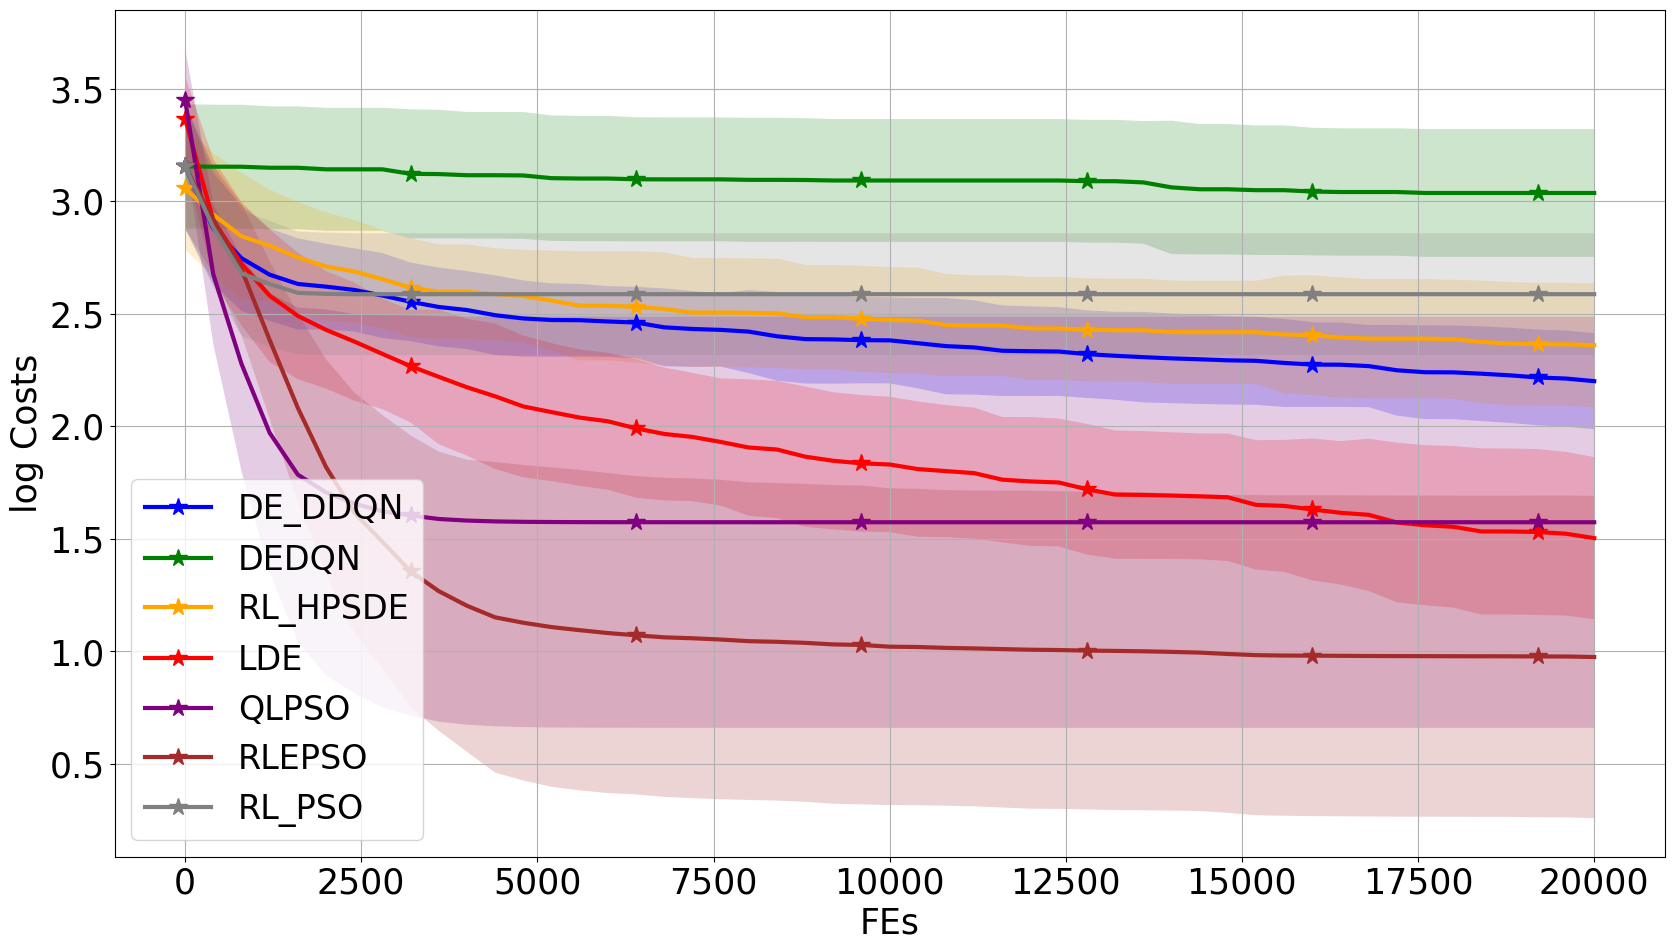 log Costs
3.5
3.0
2.5
2.0
1.5
1.0
0.5
DE_DDQN
DEDQN
RL_HPSDE
LDE
QLPSO
RLEPSO
RL_PSO
0 2500 5000 7500 10000 12500 15000 17500 20000
FEs